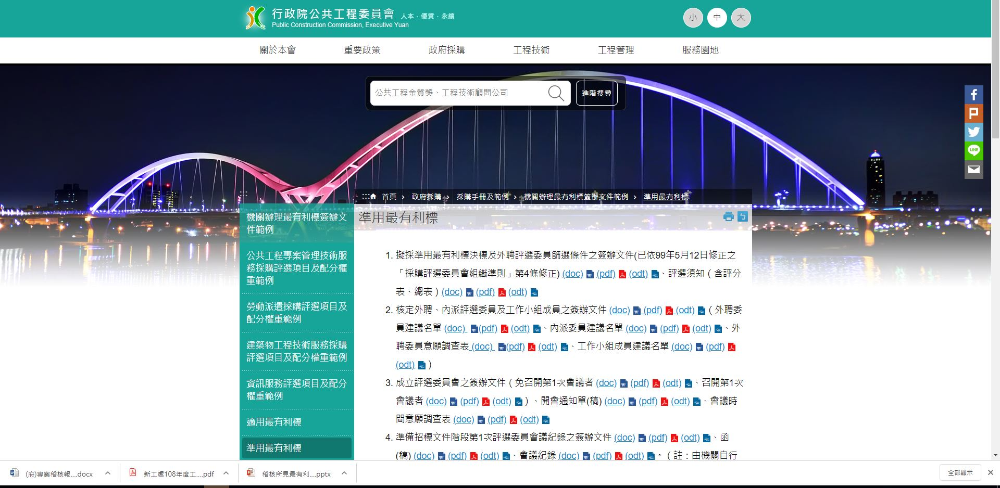 行政院公共工程委員會 人本．優質．永續
Public Construction Commission, Executive Yuan
小 中 大
關於本會 重要政策 政府採購 工程技術 工程管理 服務園地
公共工程金質獎、工程技術顧問公司 進階搜尋
LINE
::: 首頁 › 政府採購 › 採購手冊及範例 › 機關辦理最有利標簽辦文件範例 › 準用最有利標
:::
機關辦理最有利標簽辦文
件範例
公共工程專案管理技術服
務採購評選項目及配分權
重範例
勞動派遣採購評選項目及
配分權重範例
建築物工程技術服務採購
評選項目及配分權重範例
資訊服務評選項目及配分
權重範例
適用最有利標
準用最有利標
準用最有利標
1. 擬採準用最有利標決標及外聘評選委員篩選條件之簽辦文件(已依99年5月12日修正之
「採購評選委員會組織準則」第4條修正) (doc) (pdf) (odt) 、評選須知（含評分
表、總表）(doc) (pdf) (odt)
2. 核定外聘、內派評選委員及工作小組成員之簽辦文件 (doc) (pdf) (odt) （外聘委
員建議名單 (doc) (pdf) (odt) 、內派委員建議名單 (doc) (pdf) (odt) 、外
聘委員意願調查表 (doc) (pdf) (odt) 、工作小組成員建議名單 (doc) (pdf)
(odt) ）
3. 成立評選委員會之簽辦文件（免召開第1次會議者 (doc) (pdf) (odt) 、召開第1次
會議者 (doc) (pdf) (odt) ）、開會通知單(稿) (doc) (pdf) (odt) 、會議時
間意願調查表 (doc) (pdf) (odt)
4. 準備招標文件階段第1次評選委員會議紀錄之簽辦文件 (doc) (pdf) (odt) 、函
(稿) (doc) (pdf) (odt) 、會議紀錄 (doc) (pdf) (odt) 。（註：由機關自行
(府)專案稽核報....docx 新工處108年度工....pdf 稽核所見最有利....pptx 全部顯示